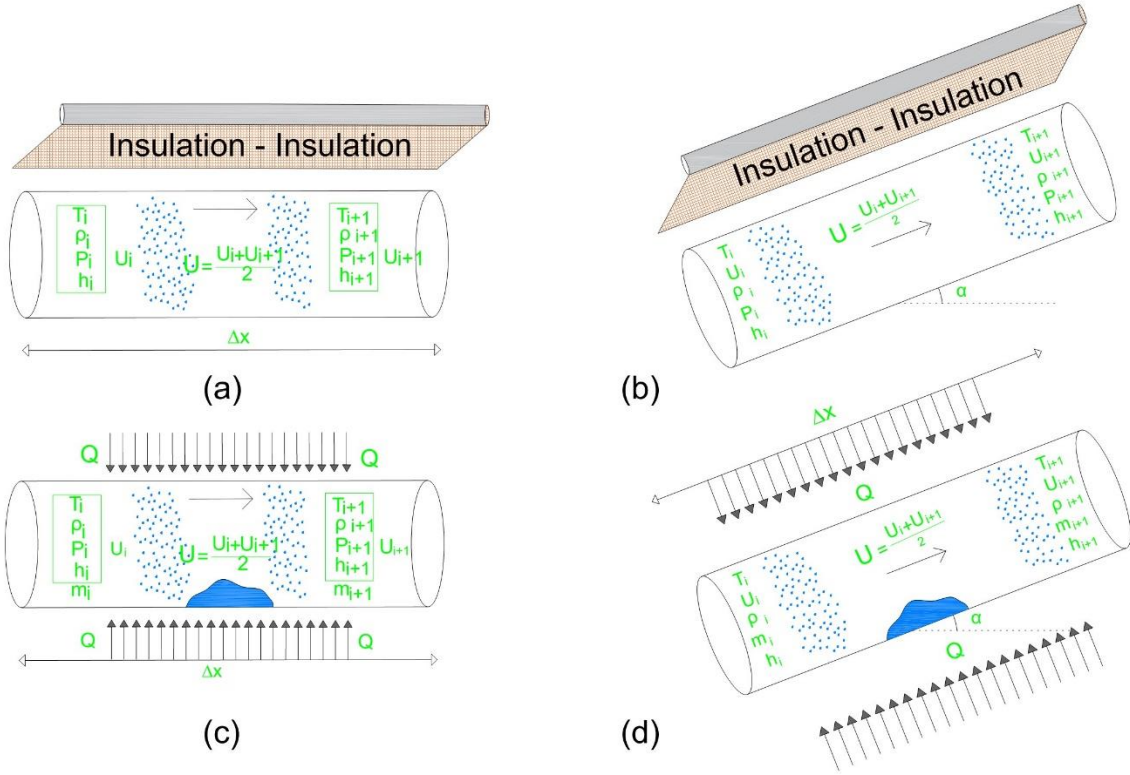 Insulation - Insulation
Ti
ρi
Pi
hi
Ui
U = Ui+Ui+1
2
Ti+1
ρ i+1
Pi+1
hi+1
Ui+1
Δx
(a)
Insulation - Insulation
Ti
Ui
ρ i
Pi
hi
U = Ui+Ui+1
2
Ti+1
Ui+1
ρ i+1
Pi+1
hi+1
α
(b)
Q
Q
Ti
ρi
Pi
hi
mi
Ui
U = Ui+Ui+1
2
Ti+1
ρ i+1
Pi+1
hi+1
mi+1
Ui+1
Q
Q
Δx
(c)
Δx
Q
Ti
Ui
ρ i
mi
hi
U = Ui+Ui+1
2
Ti+1
Ui+1
ρ i+1
mi+1
hi+1
α
Q
(d)